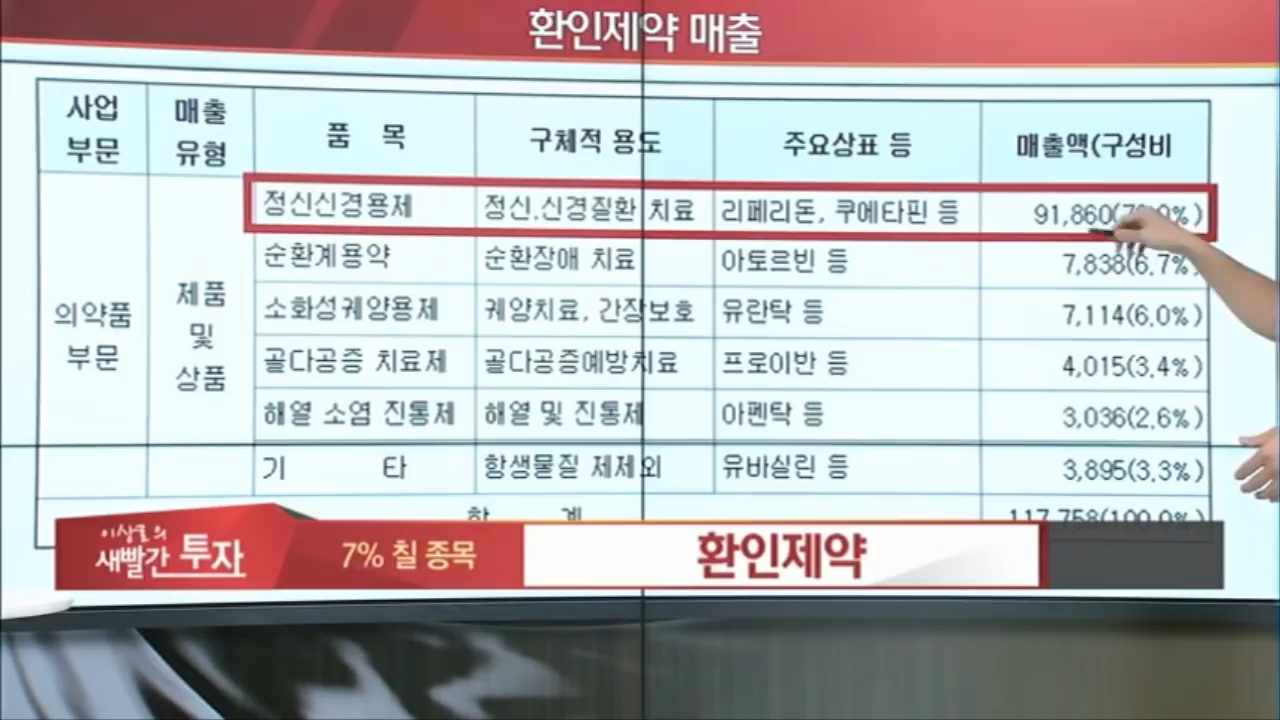 환인제약 매출
사업 부문 매출 유형 품 목 구체적 용도 주요상표 등 매출액(구성비
의약품 부문 제품 및 상품
정신신경용제 정신.신경질환 치료 리페리돈, 쿠에타핀 등 91,860
순환계용약 순환장애 치료 아토르빈 등 7,838(6.7%
소화성궤양용제 궤양치료, 간장보호 유란탁 등 7,114(6.0%)
골다공증 치료제 골다공증예방치료 프로이반 등 4,015(3.4%)
해열 소염 진통제 해열 및 진통제 아펜탁 등 3,036(2.6%)
기 타 항생물질 제제외 유바실린 등 3,895(3.3%)
117,758(100.0%)
새빨간 투자 7% 칠 종목 환인제약